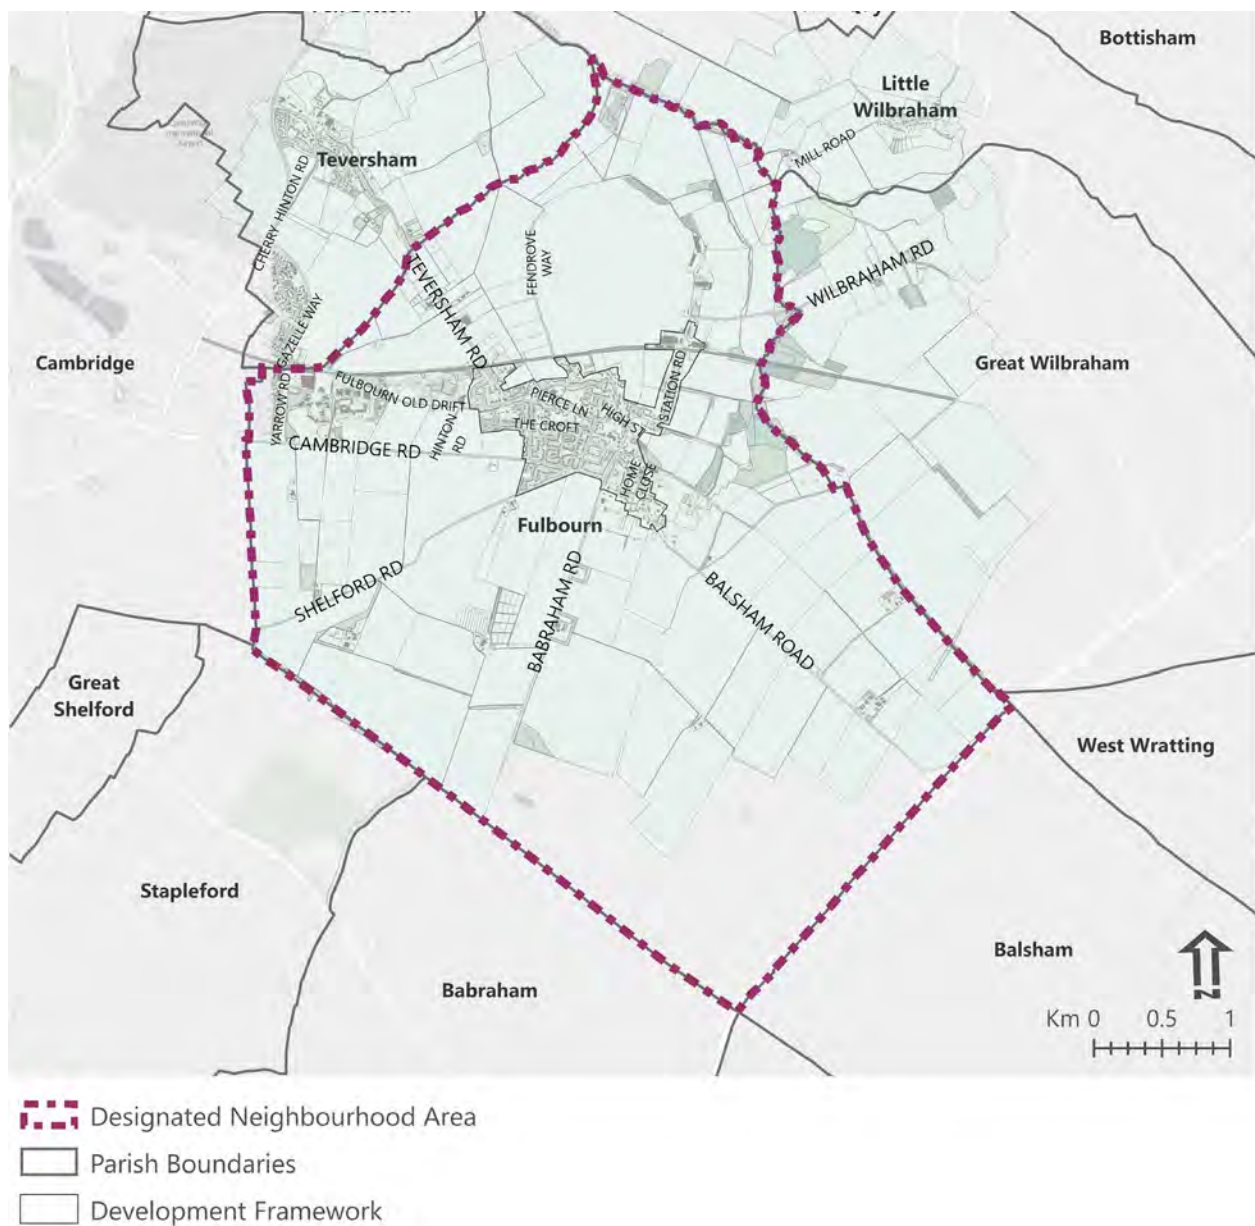 Bottisham
Little
Wilbraham
MILL ROAD
Teversham
CHERRY HINTON RD
FENDROVE
WAY
TEVERSHAM RD
WILBRAHAM RD
GAZELLE WAY
Cambridge
Great Wilbraham
YARROW RD
FULBOURN OLD DRIFT
PIERCE LN
HIGH ST
STATION RD
THE CROFT
HINTON
RD
CAMBRIDGE RD
HOME
CLOSE
Fulbourn
SHELFORD RD
BABRAHAM RD
BALSHAM ROAD
Great
Shelford
West Wratting
Stapleford
Balsham
Babraham
N
Km 0 0.5 1
Designated Neighbourhood Area
Parish Boundaries
Development Framework